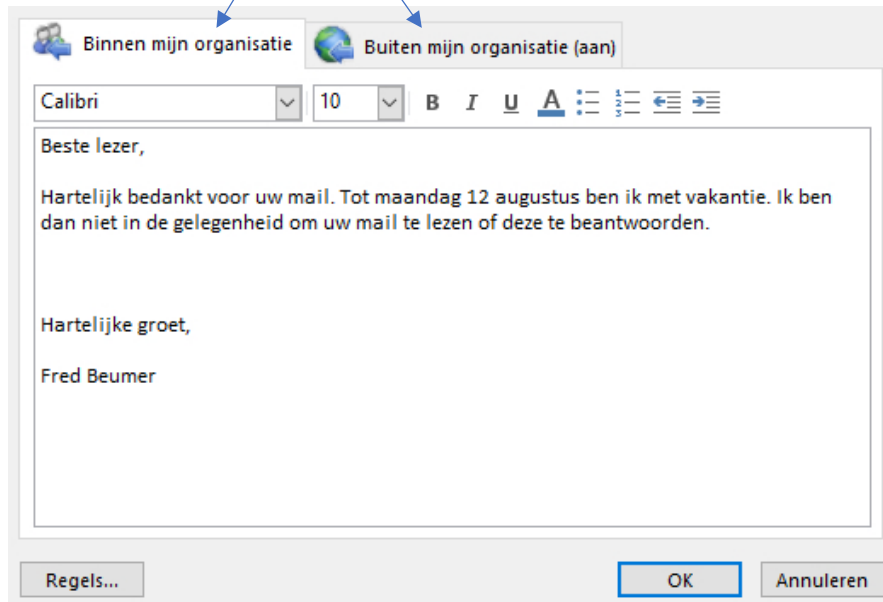 Binnen mijn organisatie
Buiten mijn organisatie (aan)
Calibri
10
B I U A
Beste lezer,
Hartelijk bedankt voor uw mail. Tot maandag 12 augustus ben ik met vakantie. Ik ben
dan niet in de gelegenheid om uw mail te lezen of deze te beantwoorden.
Hartelijke groet,
Fred Beumer
Regels...
OK
Annuleren